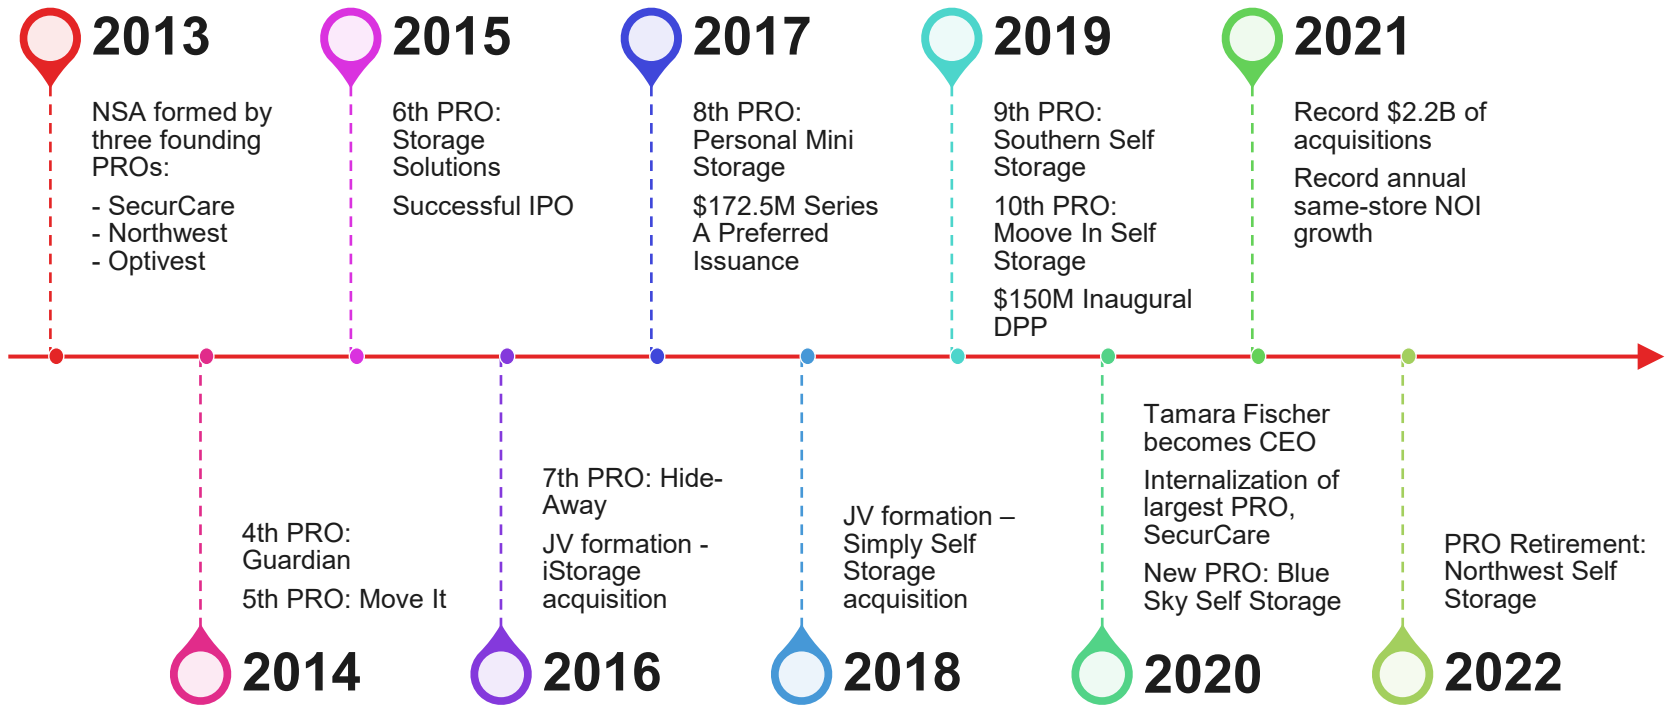 2013
NSA formed by
three founding
PROs:
- SecurCare
- Northwest
- Optivest
2015
6th PRO:
Storage
Solutions
Successful IPO
2017
8th PRO:
Personal Mini
Storage
$172.5M Series
A Preferred
Issuance
2019
9th PRO:
Southern Self
Storage
10th PRO:
Moove In Self
Storage
$150M Inaugural
DPP
2021
Record $2.2B of
acquisitions
Record annual
same-store NOI
growth
4th PRO:
Guardian
5th PRO: Move It
2014
7th PRO: Hide-
Away
JV formation -
iStorage
acquisition
2016
JV formation –
Simply Self
Storage
acquisition
2018
Tamara Fischer
becomes CEO
Internalization of
largest PRO,
SecurCare
New PRO: Blue
Sky Self Storage
2020
PRO Retirement:
Northwest Self
Storage
2022